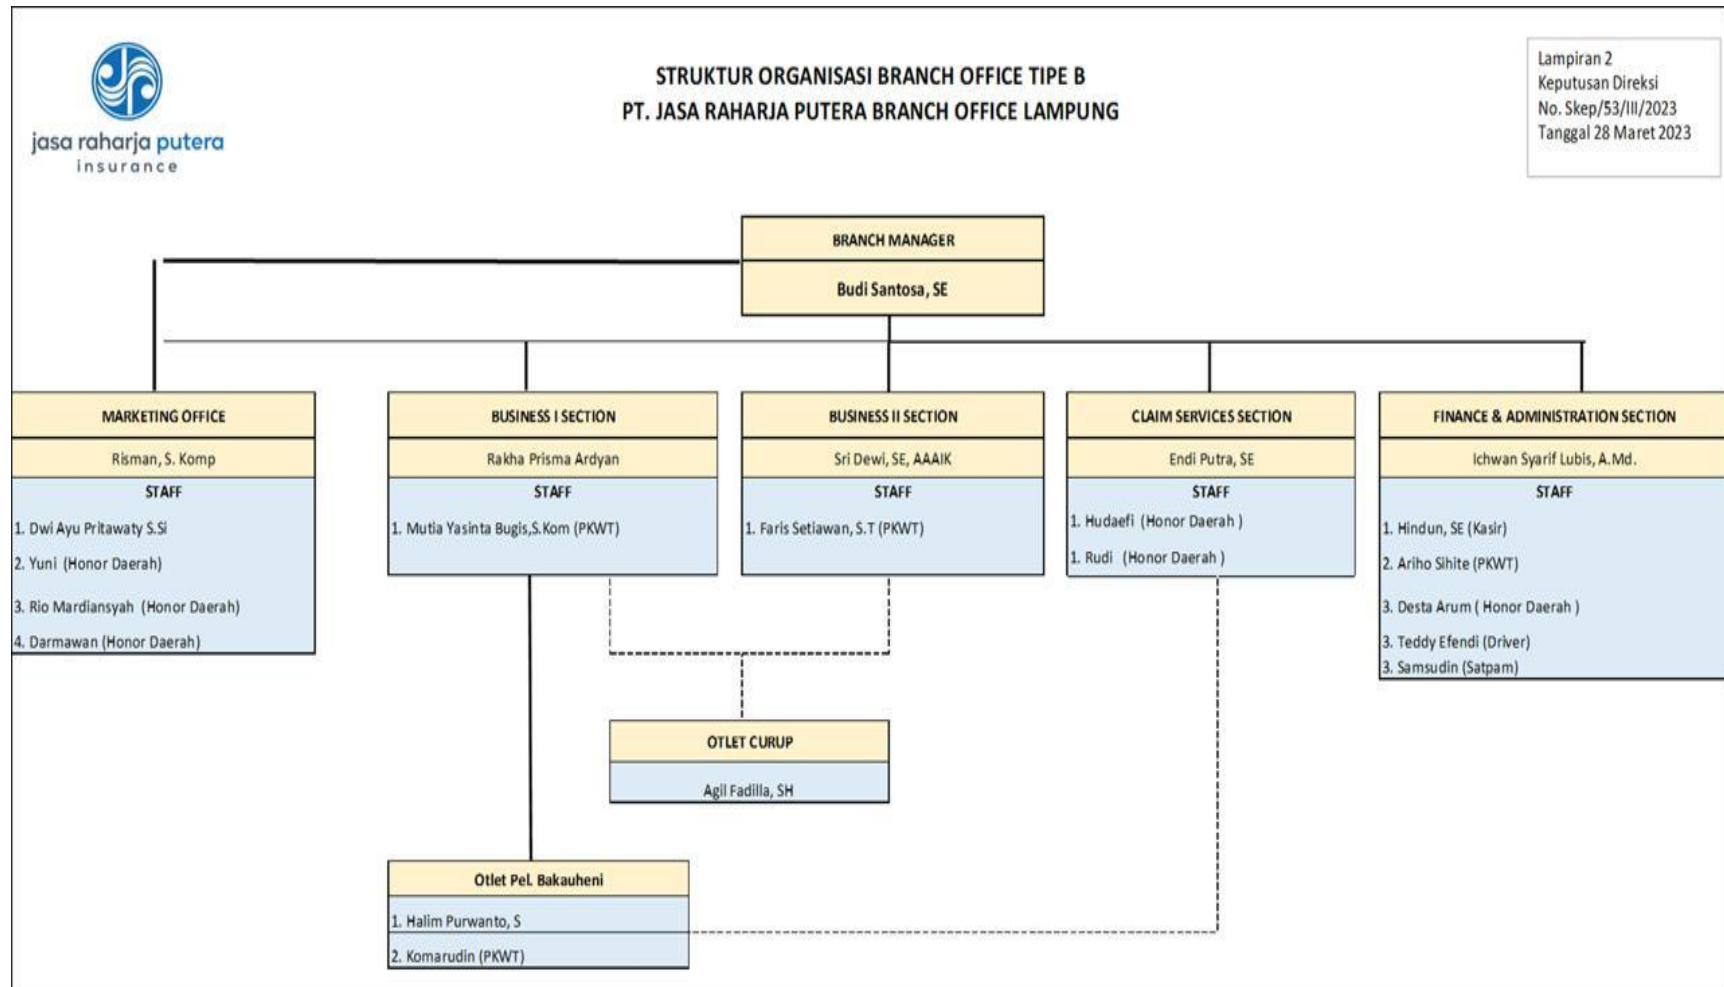 jasa raharja putera
insurance
STRUKTUR ORGANISASI BRANCH OFFICE TIPE B
PT. JASA RAHARJA PUTERA BRANCH OFFICE LAMPUNG
Lampiran 2
Keputusan Direksi
No. Skep/53/III/2023
Tanggal 28 Maret 2023
BRANCH MANAGER
Budi Santosa, SE
MARKETING OFFICE
Risman, S. Komp
STAFF
1. Dwi Ayu Pritawaty S.Si
2. Yuni (Honor Daerah)
3. Rio Mardiansyah (Honor Daerah)
4. Darmawan (Honor Daerah)
BUSINESS I SECTION
Rakha Prisma Ardyan
STAFF
1. Mutia Yasinta Bugis,S.Kom (PKWT)
BUSINESS II SECTION
Sri Dewi, SE, AAAIK
STAFF
1. Faris Setiawan, S.T (PKWT)
CLAIM SERVICES SECTION
Endi Putra, SE
STAFF
1. Hudaefi (Honor Daerah )
1. Rudi (Honor Daerah )
FINANCE & ADMINISTRATION SECTION
Ichwan Syarif Lubis, A.Md.
STAFF
1. Hindun, SE (Kasir)
2. Ariho Sihite (PKWT)
3. Desta Arum ( Honor Daerah )
3. Teddy Efendi (Driver)
3. Samsudin (Satpam)
OTLET CURUP
Agil Fadilla, SH
Otlet Pel. Bakauheni
1. Halim Purwanto, S
2. Komarudin (PKWT)